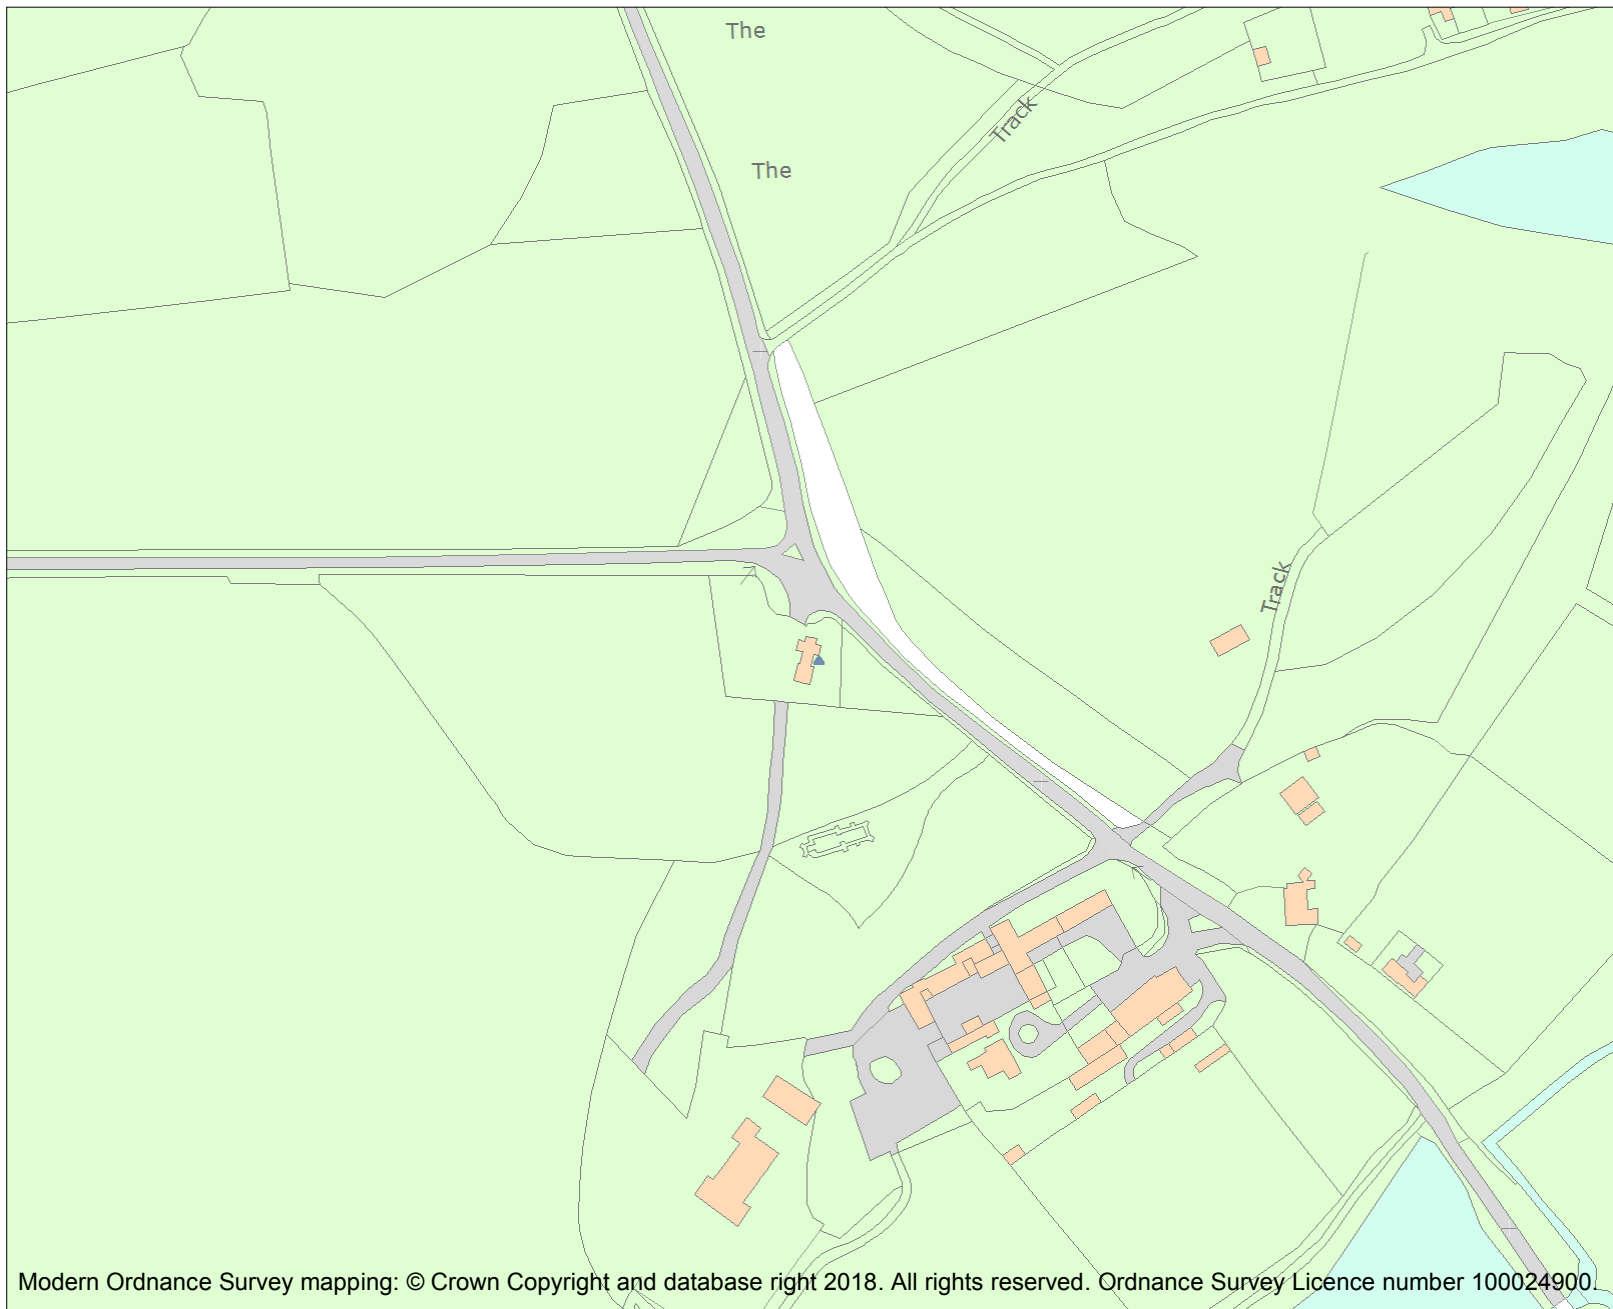 The
Track
The
Track
Modern Ordnance Survey mapping: © Crown Copyright and database right 2018. All rights reserved. Ordnance Survey Licence number 100024900.